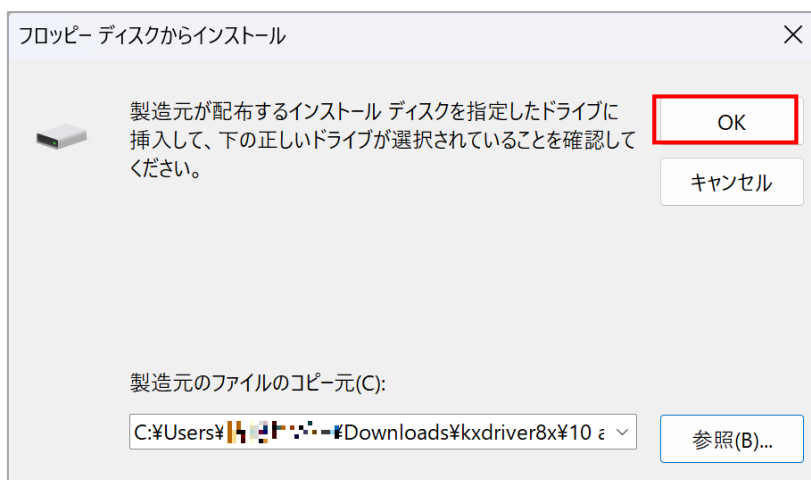 フロッピー ディスクからインストール
製造元が配布するインストール ディスクを指定したドライブに
挿入して、下の正しいドライブが選択されていることを確認して
ください。
OK
キャンセル
製造元のファイルのコピー元(C):
C:¥Users¥ ¥Downloads¥kxdriver8x¥10
参照(B)...